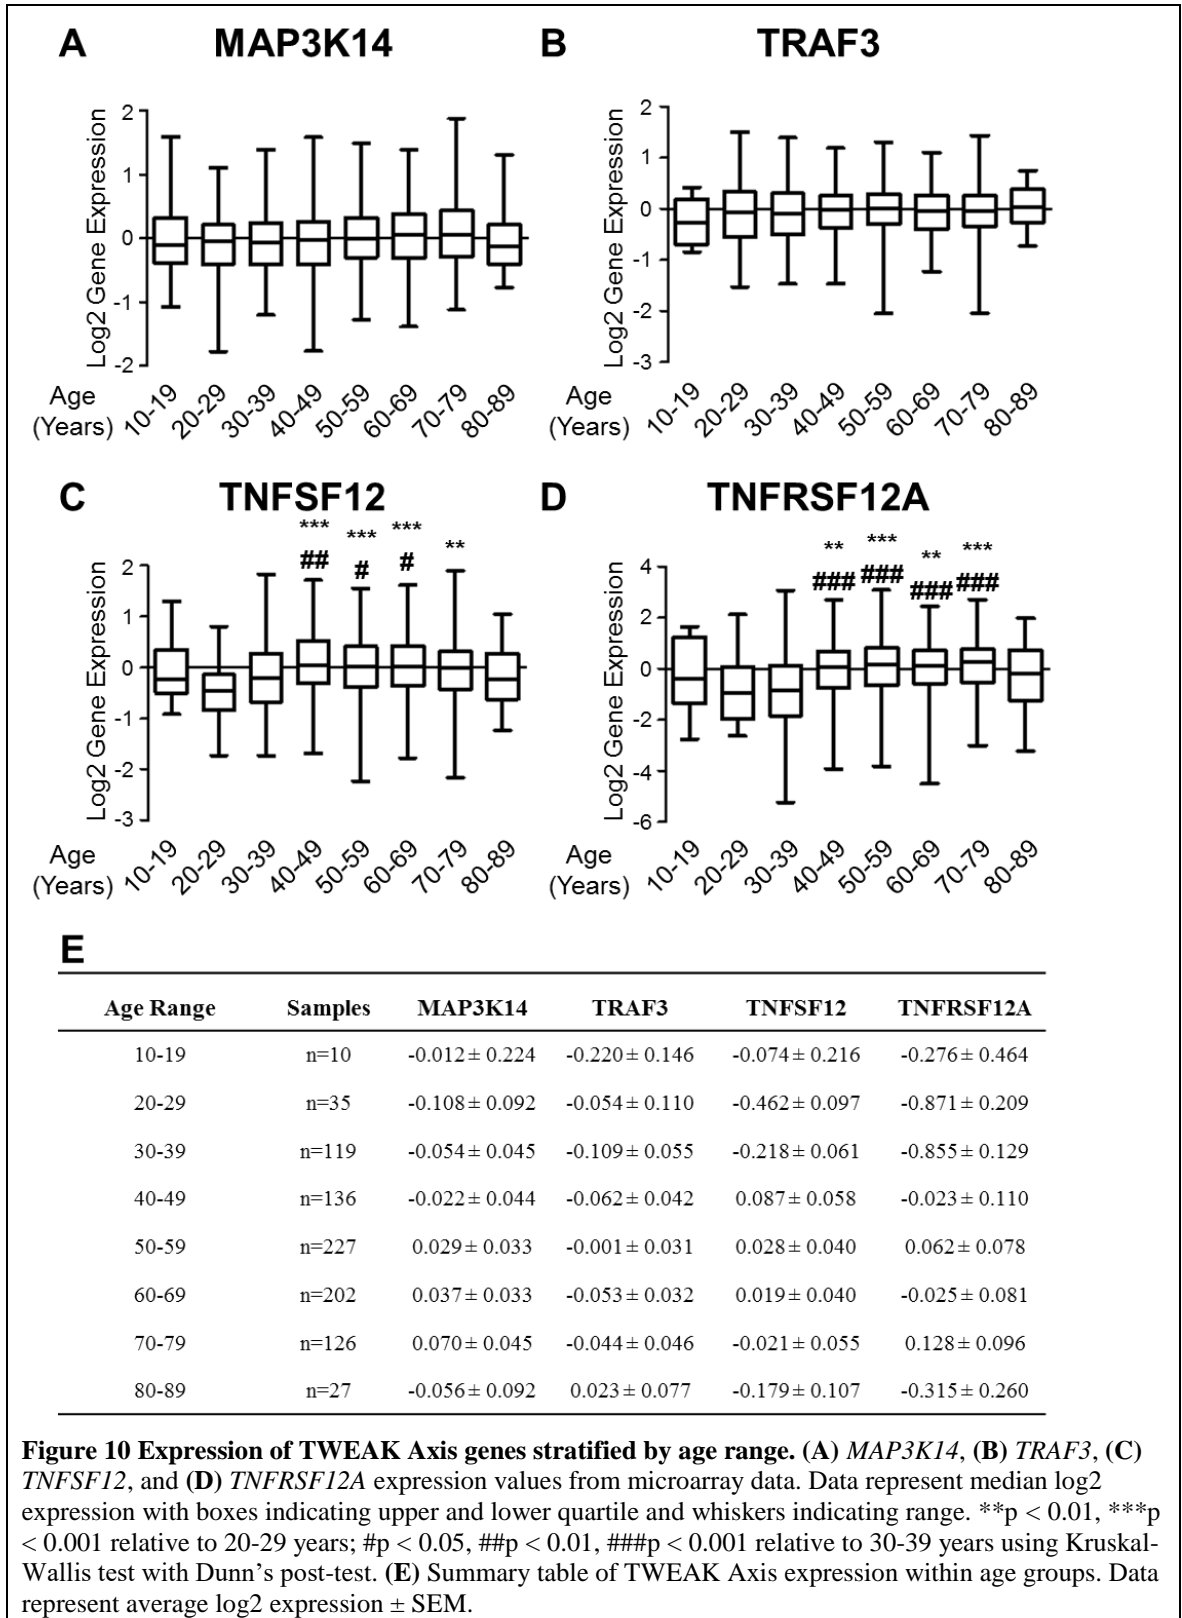 A MAP3K14
Log2 Gene Expression
2
1
0
-1
-2
Age
(Years)
10-19
20-29
30-39
40-49
50-59
60-69
70-79
80-89
B TRAF3
Log2 Gene Expression
2
1
0
-1
-2
-3
Age
(Years)
10-19
20-29
30-39
40-49
50-59
60-69
70-79
80-89
C TNFSF12
*** *** *** **
## # #
Log2 Gene Expression
2
1
0
-1
-2
-3
Age
(Years)
10-19
20-29
30-39
40-49
50-59
60-69
70-79
80-89
D TNFRSF12A
** *** ** ***
### ### ### ###
Log2 Gene Expression
4
2
0
-2
-4
-6
Age
(Years)
10-19
20-29
30-39
40-49
50-59
60-69
70-79
80-89
E
Age Range Samples MAP3K14 TRAF3 TNFSF12 TNFRSF12A
10-19 n=10 -0.012 ± 0.224 -0.220 ± 0.146 -0.074 ± 0.216 -0.276 ± 0.464
20-29 n=35 -0.108 ± 0.092 -0.054 ± 0.110 -0.462 ± 0.097 -0.871 ± 0.209
30-39 n=119 -0.054 ± 0.045 -0.109 ± 0.055 -0.218 ± 0.061 -0.855 ± 0.129
40-49 n=136 -0.022 ± 0.044 -0.062 ± 0.042 0.087 ± 0.058 -0.023 ± 0.110
50-59 n=227 0.029 ± 0.033 -0.001 ± 0.031 0.028 ± 0.040 0.062 ± 0.078
60-69 n=202 0.037 ± 0.033 -0.053 ± 0.032 0.019 ± 0.040 -0.025 ± 0.081
70-79 n=126 0.070 ± 0.045 -0.044 ± 0.046 -0.021 ± 0.055 0.128 ± 0.096
80-89 n=27 -0.056 ± 0.092 0.023 ± 0.077 -0.179 ± 0.107 -0.315 ± 0.260
Figure 10 Expression of TWEAK Axis genes stratified by age range. (A) MAP3K14, (B) TRAF3, (C)
TNFSF12, and (D) TNFRSF12A expression values from microarray data. Data represent median log2
expression with boxes indicating upper and lower quartile and whiskers indicating range. **p < 0.01, ***p
< 0.001 relative to 20-29 years; #p < 0.05, ##p < 0.01, ###p < 0.001 relative to 30-39 years using Kruskal-
Wallis test with Dunn’s post-test. (E) Summary table of TWEAK Axis expression within age groups. Data
represent average log2 expression ± SEM.